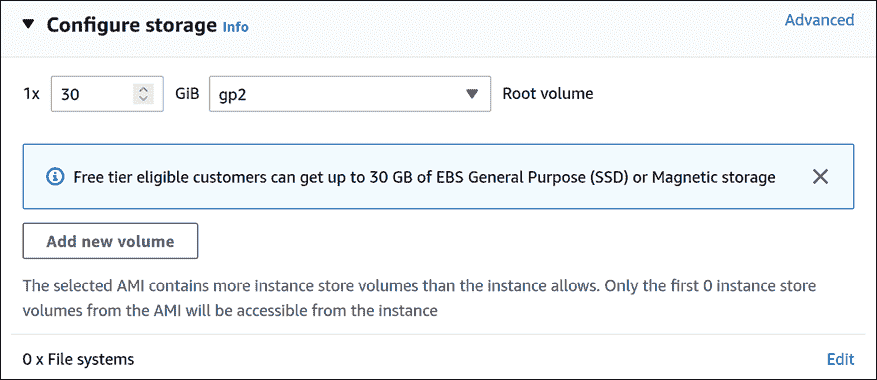 Configure storage Info
Advanced
1x 30 GiB gp2 Root volume
Free tier eligible customers can get up to 30 GB of EBS General Purpose (SSD) or Magnetic storage
Add new volume
The selected AMI contains more instance store volumes than the instance allows. Only the first 0 instance store
volumes from the AMI will be accessible from the instance
0 x File systems
Edit